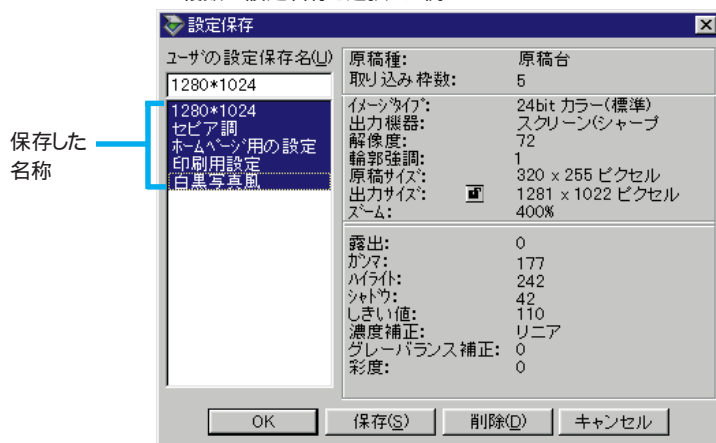 設定保存
ユーザの設定保存名(U)
1280*1024
1280*1024
セピア調
ホームページ用の設定
印刷用設定
白黒写真風
保存した
名称
原稿種: 原稿台
取り込み枠数: 5
イメージタイプ: 24bit カラー(標準)
出力機器: スクリーン(シャープ
解像度: 72
輪郭強調: 1
原稿サイズ: 320 x 255 ピクセル
出力サイズ: 1281 x 1022 ピクセル
ズーム: 400%
露出: 0
ガンマ: 177
ハイライト: 242
シャドウ: 42
しきい値: 110
濃度補正: リニア
グレーバランス補正: 0
彩度: 0
OK 保存(S) 削除(D) キャンセル